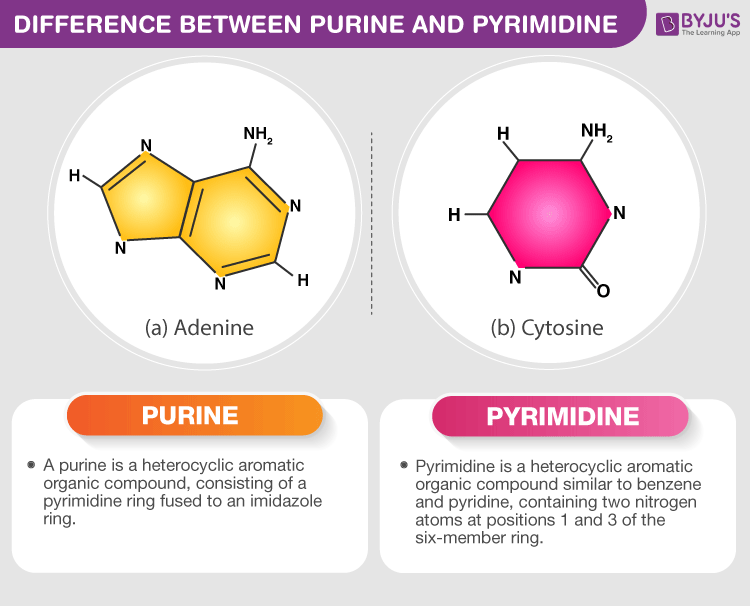 DIFFERENCE BETWEEN PURINE AND PYRIMIDINE
BYJU'S
The Learning App
N
NH₂
H
N
N
N
H
(a) Adenine
H
NH₂
H
N
N
O
(b) Cytosine
PURINE
A purine is a heterocyclic aromatic
organic compound, consisting of a
pyrimidine ring fused to an imidazole
ring.
PYRIMIDINE
Pyrimidine is a heterocyclic aromatic
organic compound similar to benzene
and pyridine, containing two nitrogen
atoms at positions 1 and 3 of the
six-member ring.